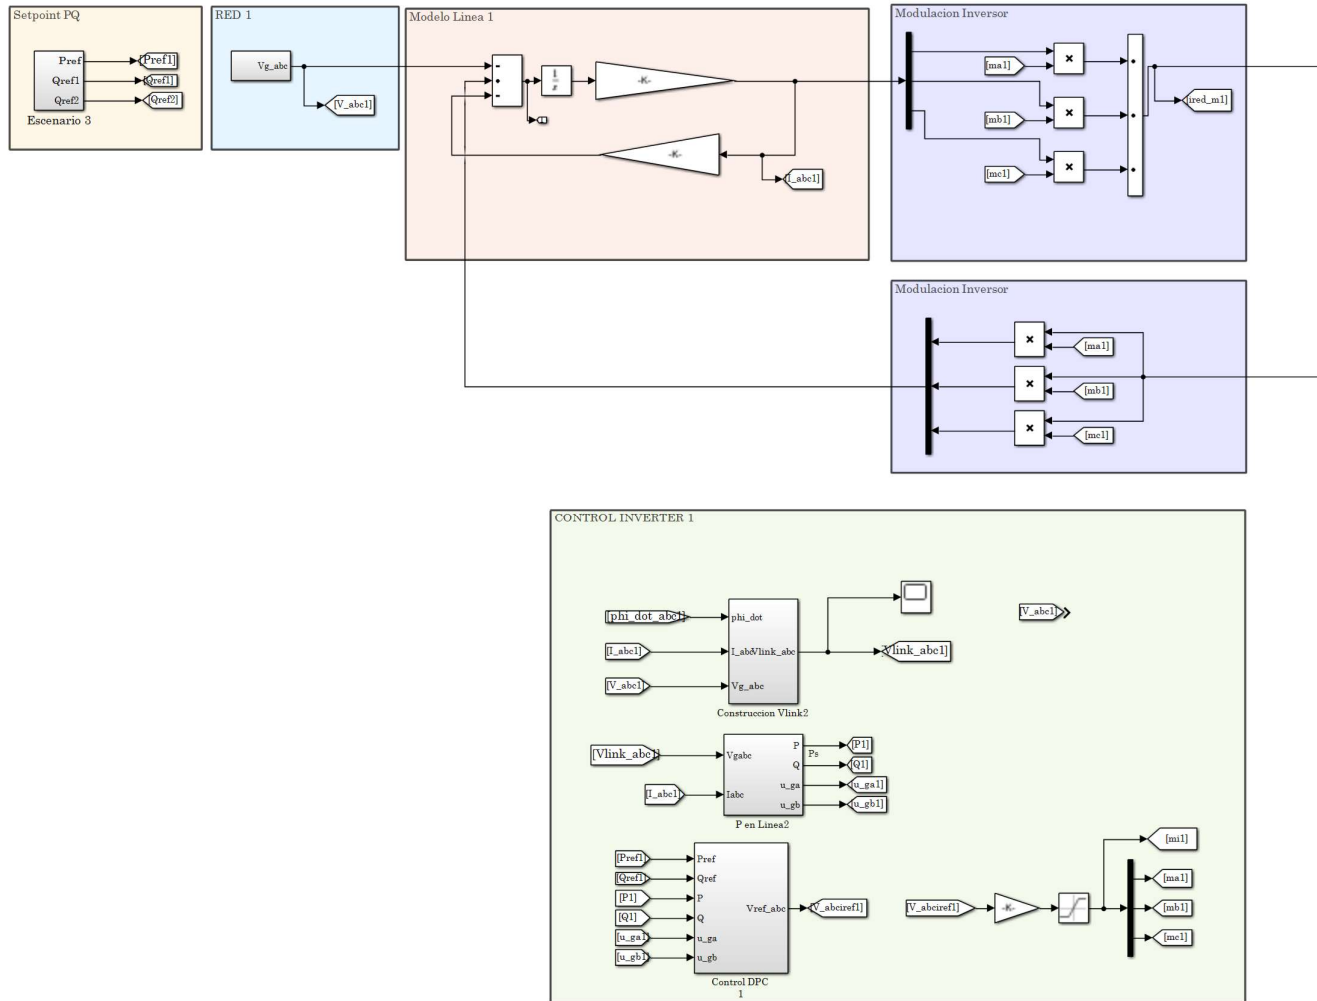 Setpoint PQ
Pref
[Pref1]
Qref1
[Qref1]
Qref2
[Qref2]
Escenario 3
RED 1
Vg_abc
[V_abc1]
Modelo Linea 1
-K-
-K-
[I_abc1]
Modulacion Inversor
[ma1]
[mb1]
[mc1]
[ired_m1]
Modulacion Inversor
[ma1]
[mb1]
[mc1]
CONTROL INVERTER 1
[phi_dot_abc1]
phi_dot
[I_abc1]
I_abc
Vlink_abc
[V_abc1]
Vg_abc
[Vlink_abc1]
Construccion Vlink2
[V_abc1]
[Vlink_abc1]
Vgabc
[I_abc1]
Iabc
P
Ps
[P1]
Q
[Q1]
u_ga
[u_ga1]
u_gb
[u_gb1]
P en Linea2
[Pref1]
Pref
[Qref1]
Qref
[P1]
P
[Q1]
Q
[u_ga1]
u_ga
[u_gb1]
u_gb
Vref_abc
[V_abciref1]
Control DPC
1
[V_abciref1]
-K-
[mi1]
[ma1]
[mb1]
[mc1]